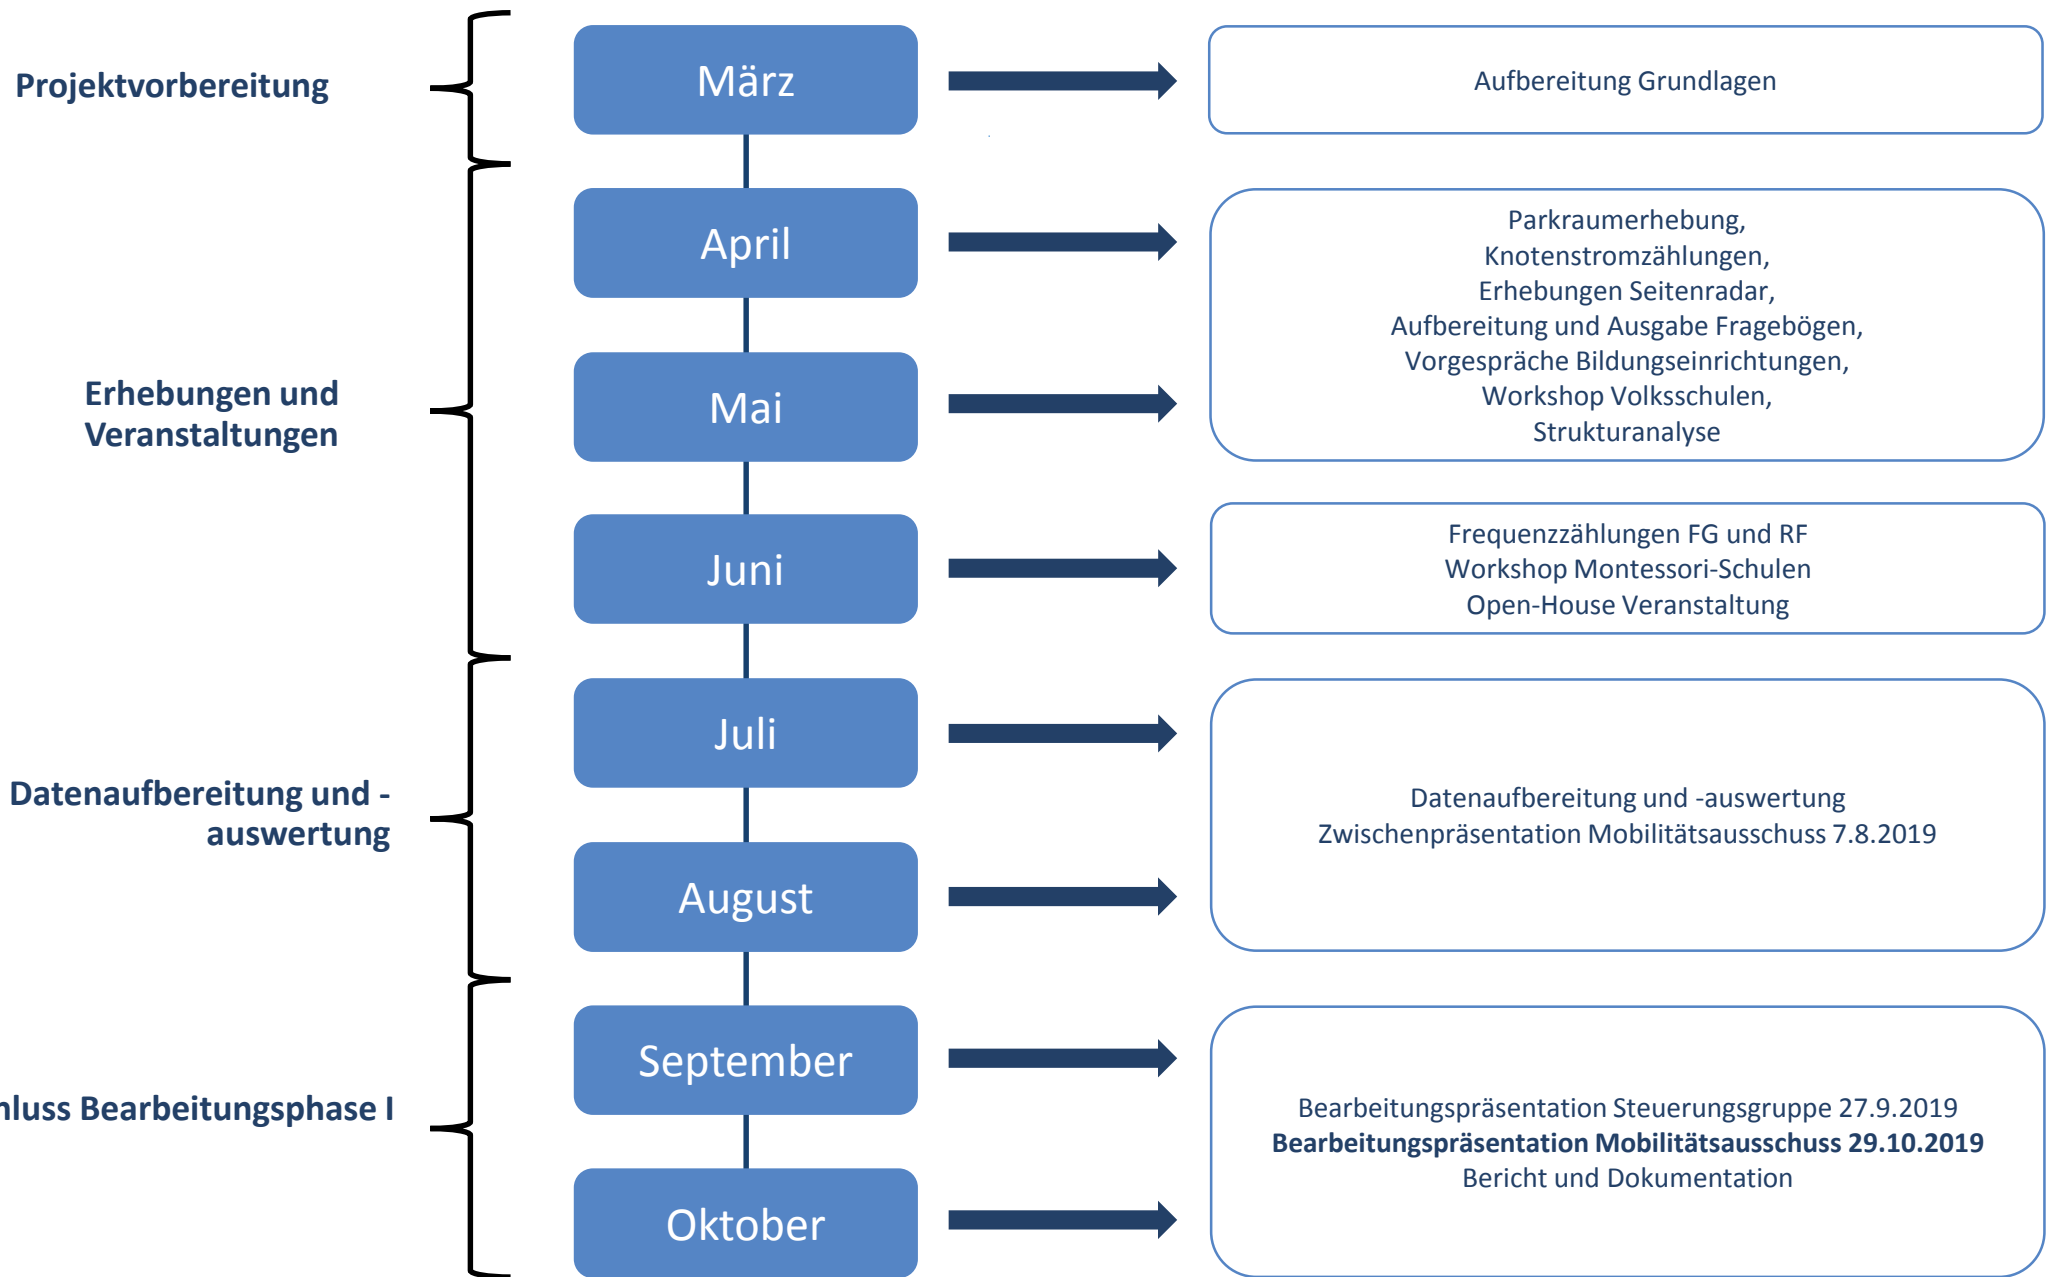 Projektvorbereitung
März
Aufbereitung Grundlagen
Erhebungen und
Veranstaltungen
April
Mai
Parkraumerhebung,
Knotenstromzählungen,
Erhebungen Seitenradar,
Aufbereitung und Ausgabe Fragebögen,
Vorgespräche Bildungseinrichtungen,
Workshop Volksschulen,
Strukturanalyse
Juni
Frequenzzählungen FG und RF
Workshop Montessori-Schulen
Open-House Veranstaltung
Datenaufbereitung und -
auswertung
Juli
August
Datenaufbereitung und -auswertung
Zwischenpräsentation Mobilitätsausschuss 7.8.2019
Bearbeitungsphase I
September
Oktober
Bearbeitungspräsentation Steuerungsgruppe 27.9.2019
Bearbeitungspräsentation Mobilitätsausschuss 29.10.2019
Bericht und Dokumentation